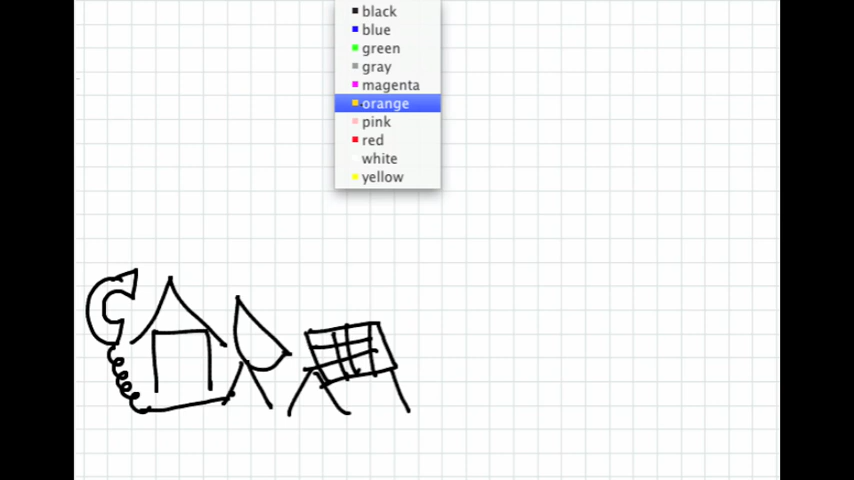 black
blue
green
gray
magenta
orange
pink
red
white
yellow